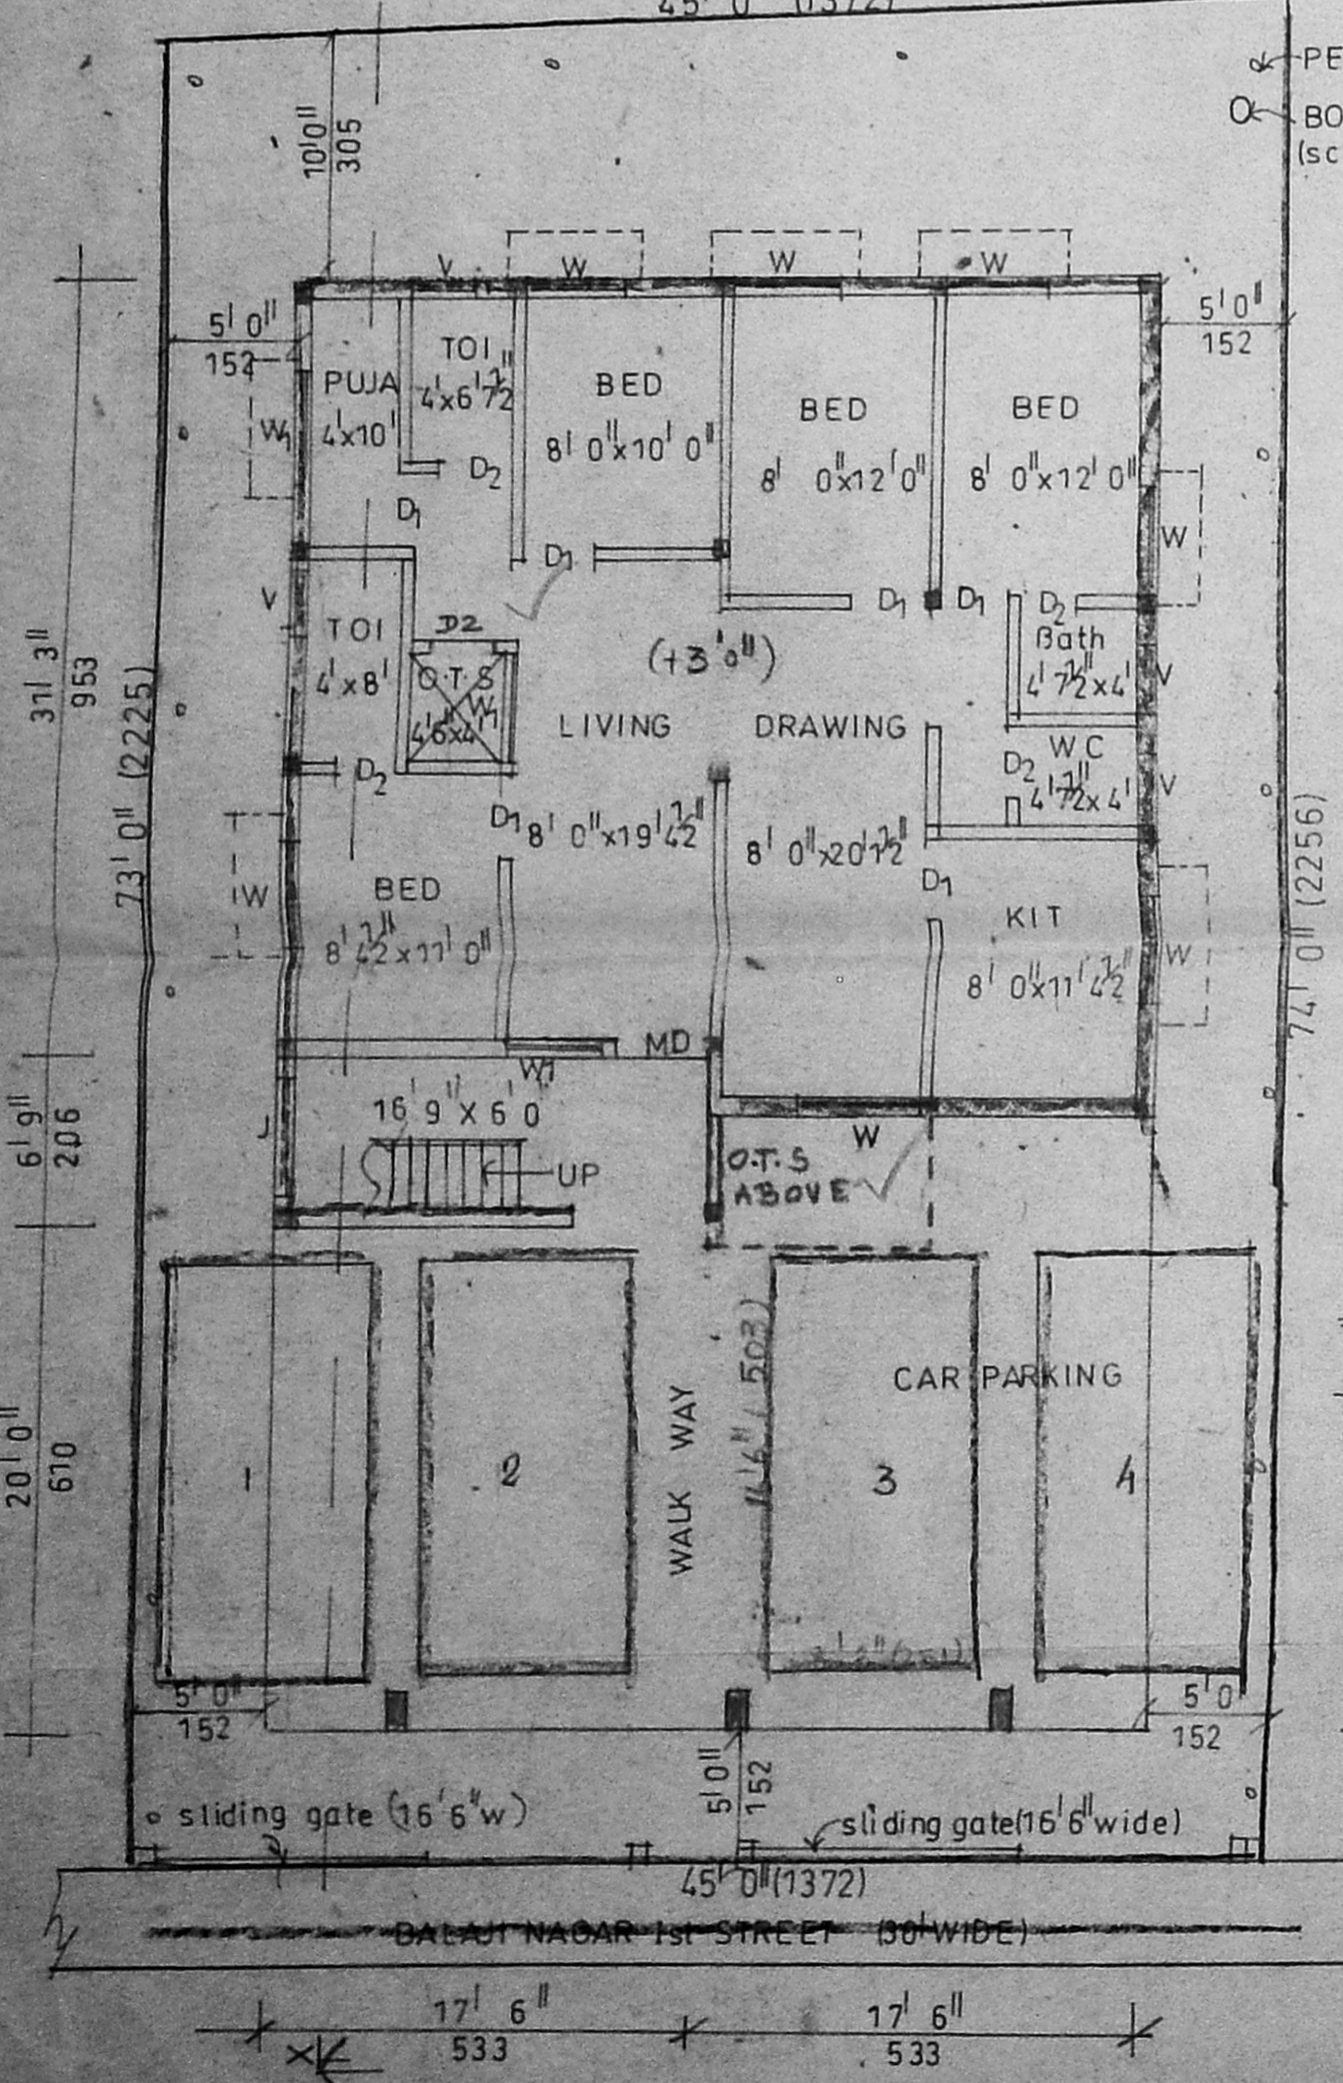 45' 0" (1372)
PE
BO
(sc
10'0"
305
V
W
W
W
5' 0"
152
5' 0"
152
TOI
4'x6'7½"
PUJA
4'x10'
BED
8' 0"x10' 0"
BED
8' 0"x12' 0"
BED
8' 0"x12' 0"
W1
D2
D1
W
D1
D1
D1
D2
V
TOI
4'x8'
D2
O.T.S
W1
4'6"x4'
(+3'0")
Bath
4'7½"x4'
V
31' 3"
953
73' 0" (2225)
LIVING
DRAWING
D2
WC
4'7½"x4'
V
D2
D1
8' 0"x19'4½"
8' 0"x20'1½"
D1
W
BED
8' 4½"x11' 0"
KIT
8' 0"x11'4½"
W
74' 0" (2256)
MD
W1
16' 9" X 6' 0"
J
6' 9"
206
W
UP
O.T.S
ABOVE
20' 0"
610
CAR PARKING
WALK WAY
1
2
3
4
5' 0"
152
5' 0
152
5' 0"
152
sliding gate (16'6"w)
sliding gate(16'6"wide)
45' 0"(1372)
BALAJI NAGAR 1st STREET (30'WIDE)
17' 6"
533
17' 6"
533
X